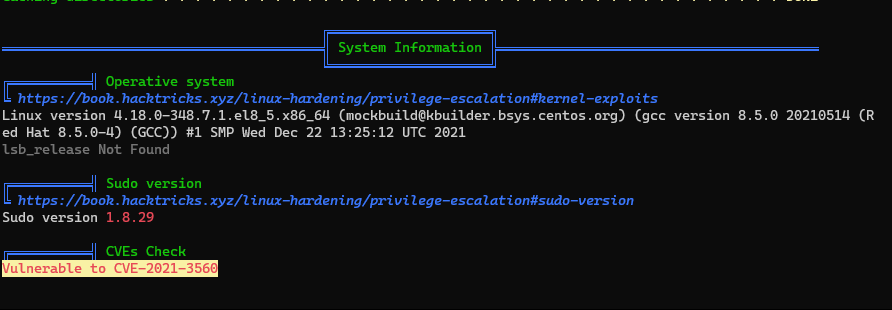 System Information
Operative system
https://book.hacktricks.xyz/linux-hardening/privilege-escalation#kernel-exploits
Linux version 4.18.0-348.7.1.el8_5.x86_64 (mockbuild@kbuilder.bsys.centos.org) (gcc version 8.5.0 20210514 (R
ed Hat 8.5.0-4) (GCC)) #1 SMP Wed Dec 22 13:25:12 UTC 2021
lsb_release Not Found
Sudo version
https://book.hacktricks.xyz/linux-hardening/privilege-escalation#sudo-version
Sudo version 1.8.29
CVEs Check
Vulnerable to CVE-2021-3560